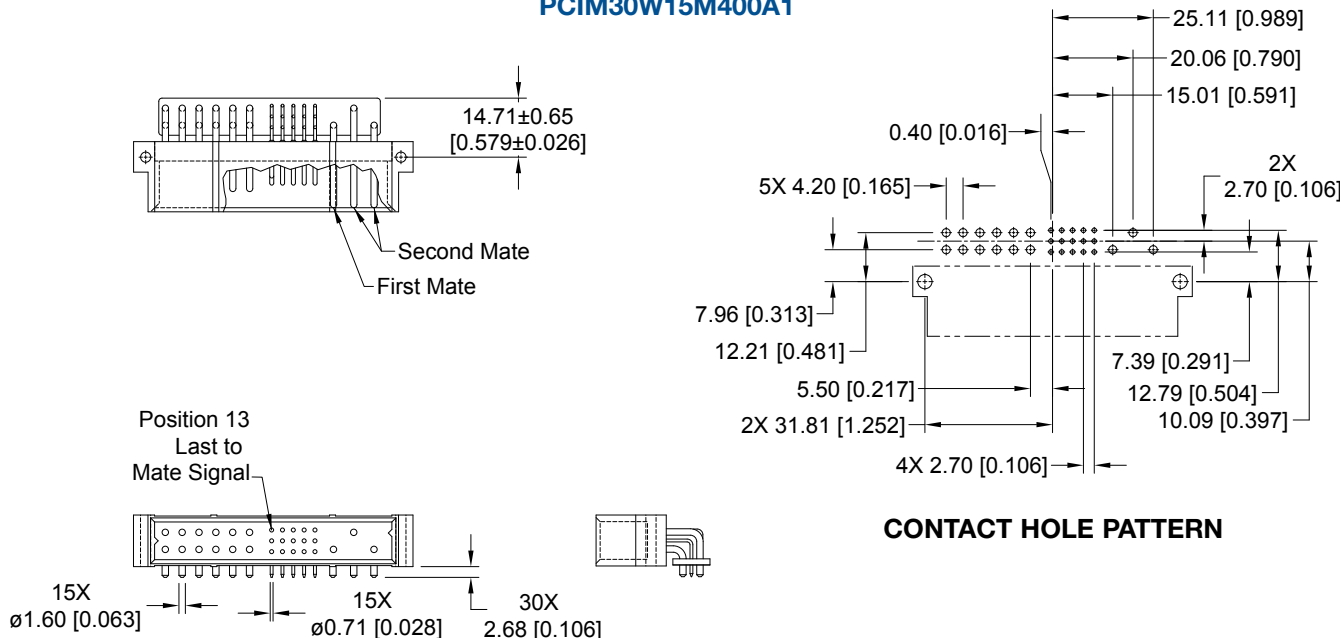 PCIM30W15M400A1
14.71±0.65
[0.579±0.026]
Second Mate
First Mate
25.11 [0.989]
20.06 [0.790]
15.01 [0.591]
0.40 [0.016]
2X
2.70 [0.106]
5X 4.20 [0.165]
7.96 [0.313]
12.21 [0.481]
5.50 [0.217]
2X 31.81 [1.252]
4X 2.70 [0.106]
7.39 [0.291]
12.79 [0.504]
10.09 [0.397]
CONTACT HOLE PATTERN
Position 13
Last to
Mate Signal
15X
ø1.60 [0.063]
15X
ø0.71 [0.028]
30X
2.68 [0.106]